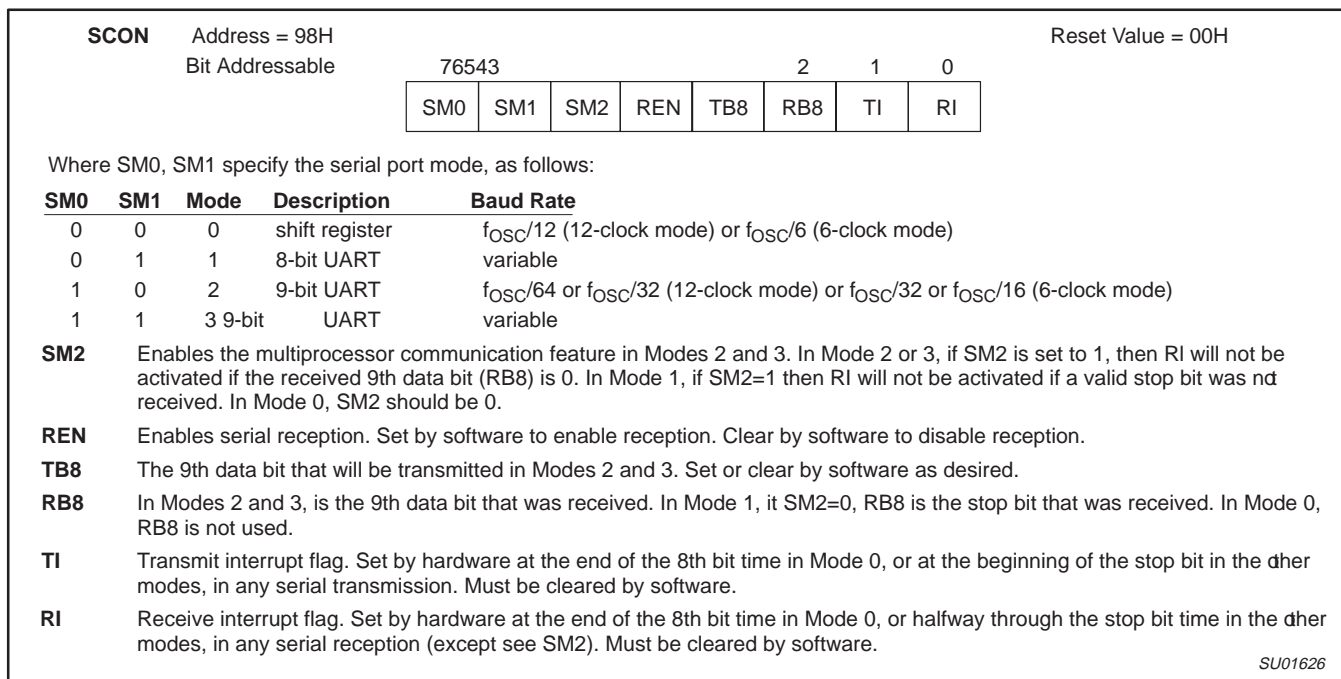 SCON Address = 98H Reset Value = 00H
Bit Addressable 76543 2 1 0
SM0 SM1 SM2 REN TB8 RB8 TI RI
Where SM0, SM1 specify the serial port mode, as follows:
SM0 SM1 Mode Description Baud Rate
0 0 0 shift register fOSC/12 (12-clock mode) or fOSC/6 (6-clock mode)
0 1 1 8-bit UART variable
1 0 2 9-bit UART fOSC/64 or fOSC/32 (12-clock mode) or fOSC/32 or fOSC/16 (6-clock mode)
1 1 3 9-bit UART variable
SM2 Enables the multiprocessor communication feature in Modes 2 and 3. In Mode 2 or 3, if SM2 is set to 1, then RI will not be
activated if the received 9th data bit (RB8) is 0. In Mode 1, if SM2=1 then RI will not be activated if a valid stop bit was not
received. In Mode 0, SM2 should be 0.
REN Enables serial reception. Set by software to enable reception. Clear by software to disable reception.
TB8 The 9th data bit that will be transmitted in Modes 2 and 3. Set or clear by software as desired.
RB8 In Modes 2 and 3, is the 9th data bit that was received. In Mode 1, it SM2=0, RB8 is the stop bit that was received. In Mode 0,
RB8 is not used.
TI Transmit interrupt flag. Set by hardware at the end of the 8th bit time in Mode 0, or at the beginning of the stop bit in the other
modes, in any serial transmission. Must be cleared by software.
RI Receive interrupt flag. Set by hardware at the end of the 8th bit time in Mode 0, or halfway through the stop bit time in the other
modes, in any serial reception (except see SM2). Must be cleared by software.
SU01626